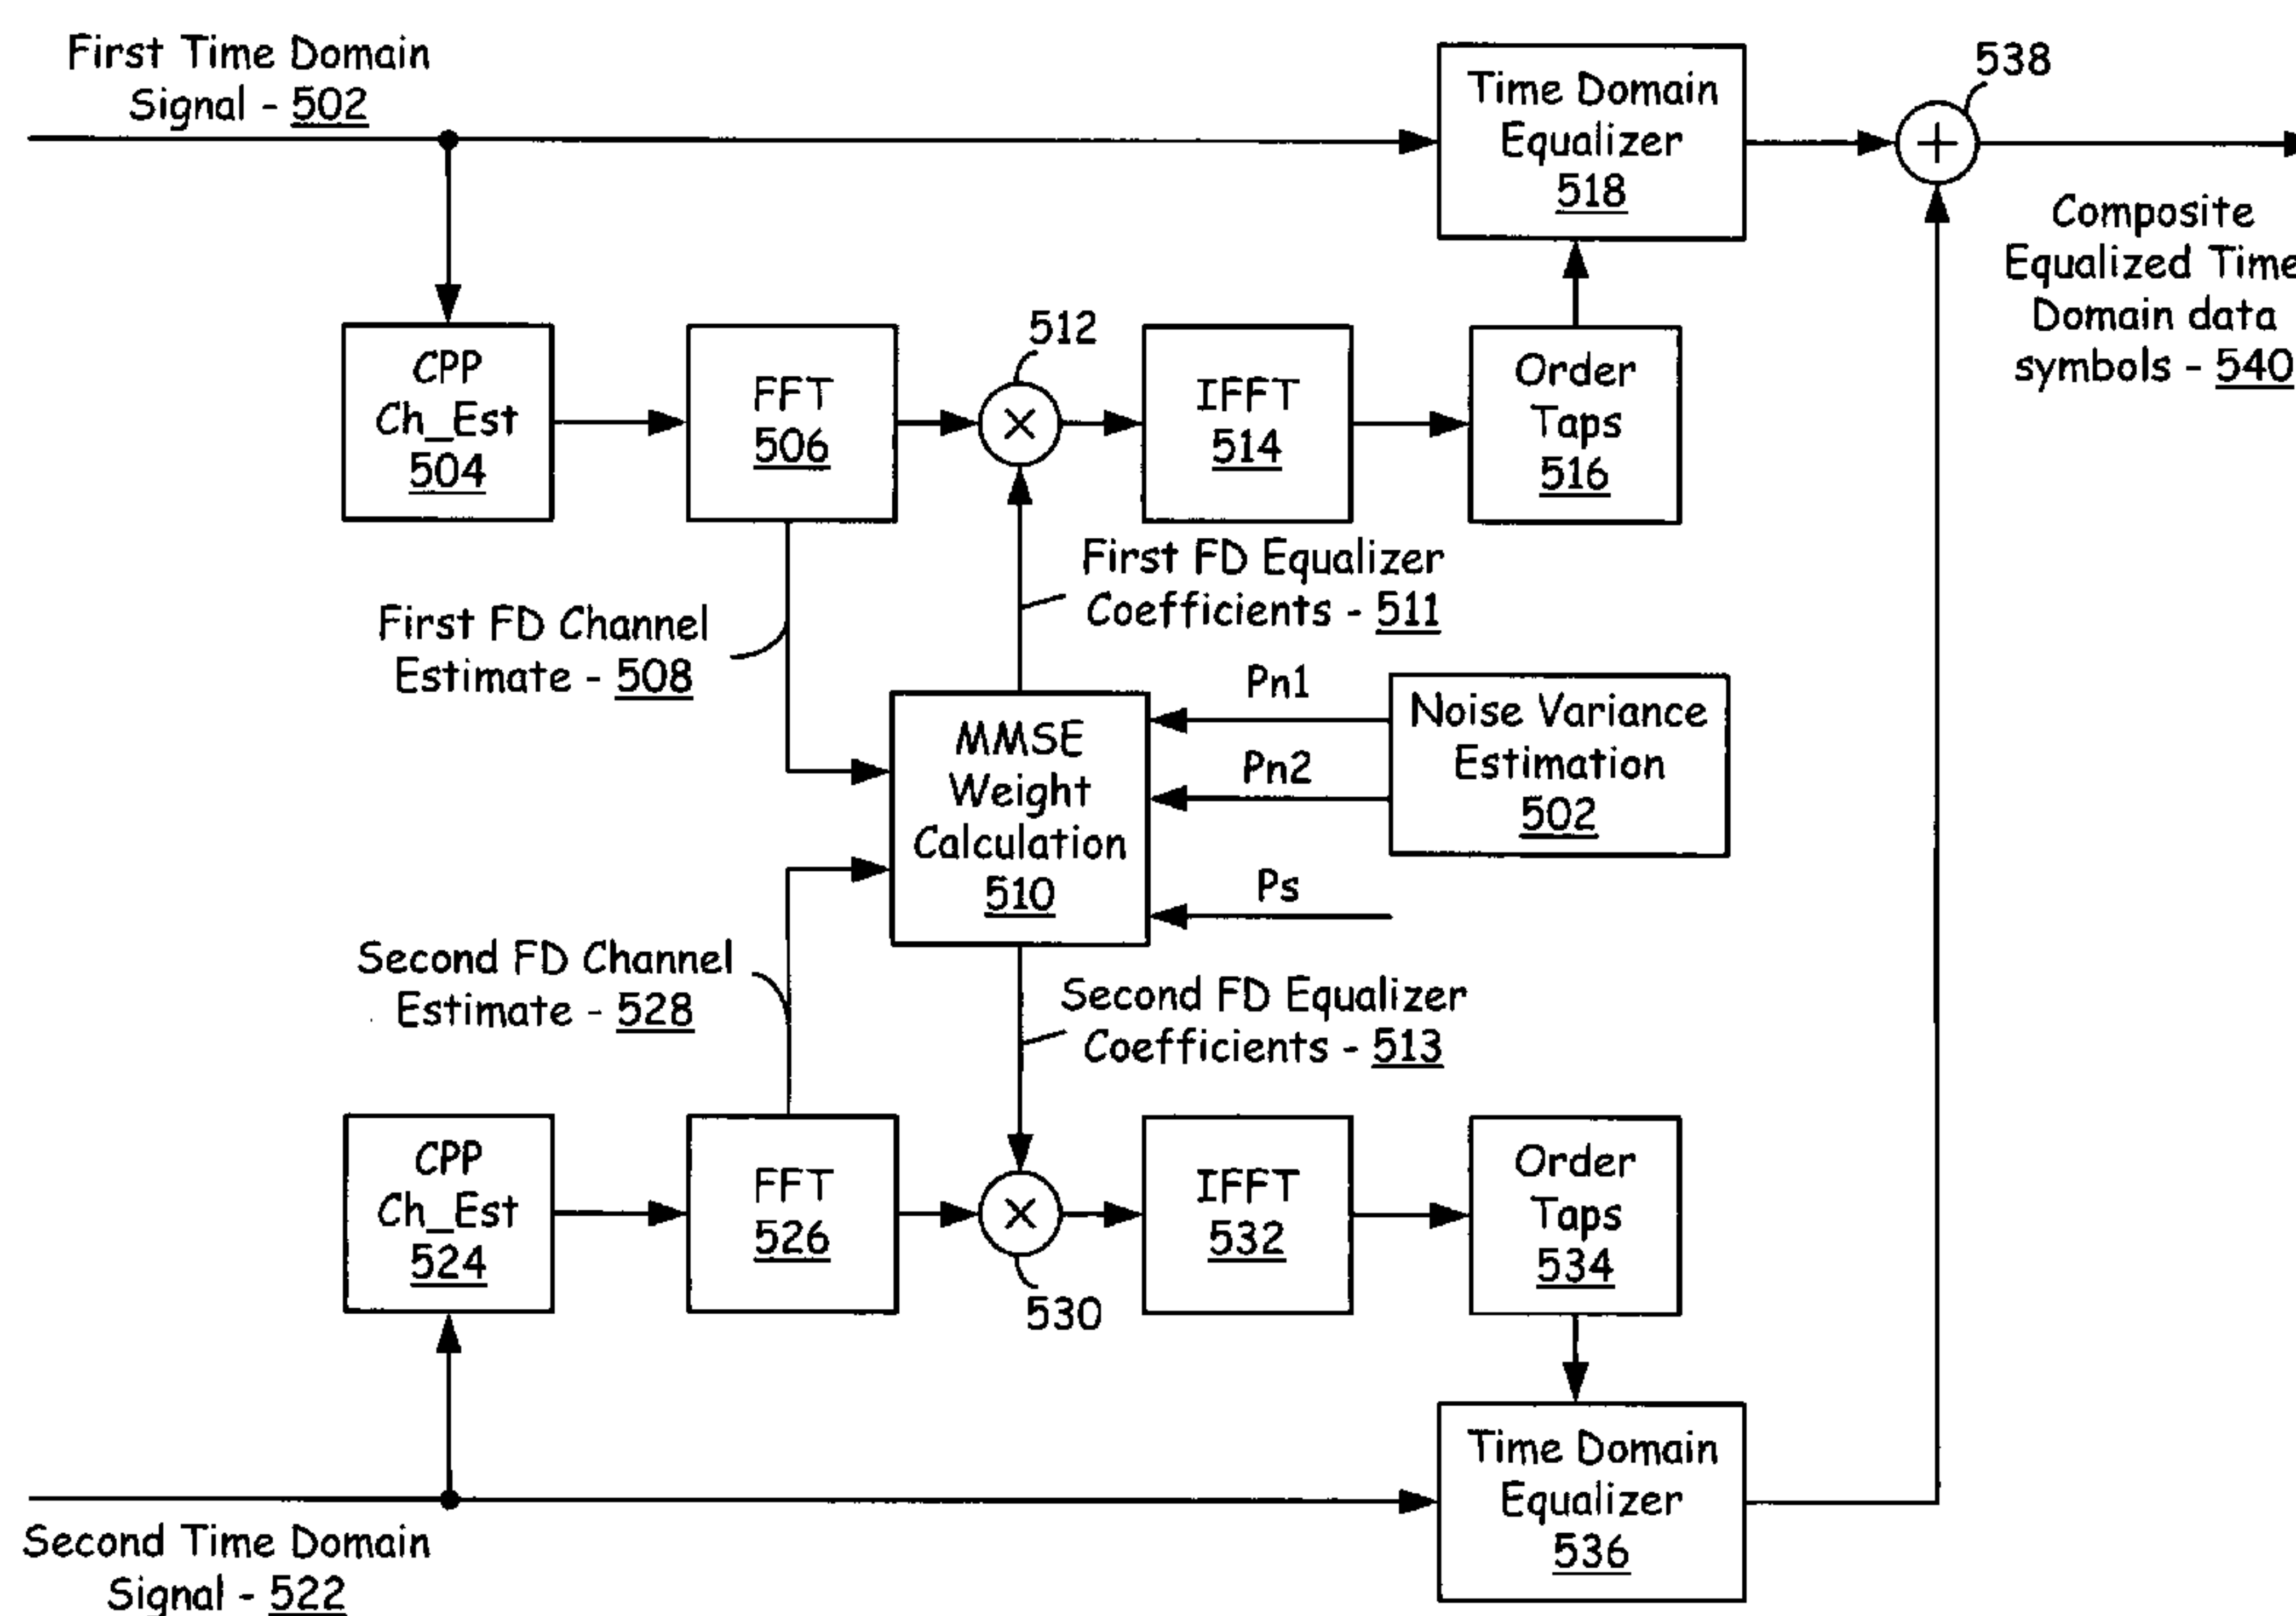 First Time Domain
Signal - 502
Time Domain
Equalizer
518
538
+
Composite
Equalized Time
Domain data
symbols - 540
CPP
Ch_Est
504
FFT
506
512
×
IFFT
514
Order
Taps
516
First FD Equalizer
Coefficients - 511
First FD Channel
Estimate - 508
MMSE
Weight
Calculation
510
Pn1
Pn2
Ps
Noise Variance
Estimation
502
Second FD Channel
Estimate - 528
Second FD Equalizer
Coefficients - 513
CPP
Ch_Est
524
FFT
526
×
530
IFFT
532
Order
Taps
534
Time Domain
Equalizer
536
Second Time Domain
Signal - 522